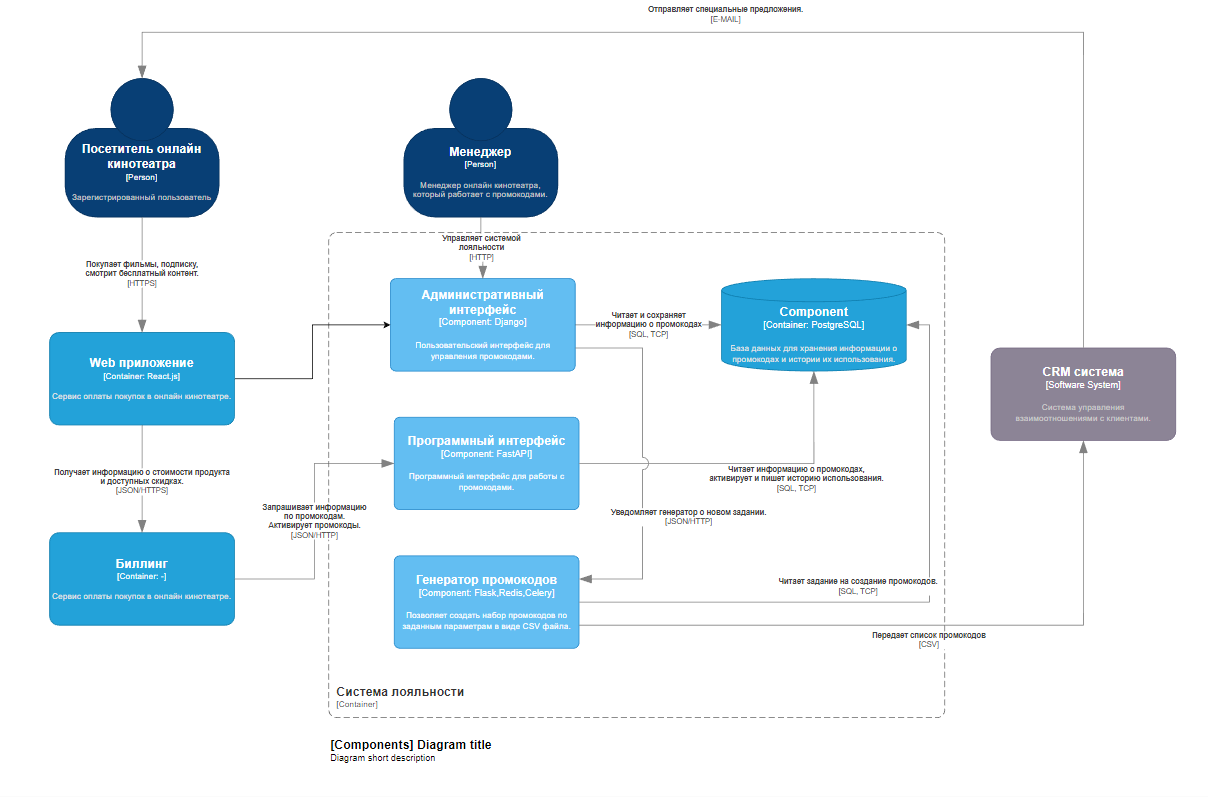 Отправляет специальные предложения.
[E-MAIL]
Посетитель онлайн
кинотеатра
[Person]
Зарегистрированный пользователь
Менеджер
[Person]
Менеджер онлайн кинотеатра,
который работает с промокодами.
Покупает фильмы, подписку,
смотрит бесплатный контент.
[HTTPS]
Управляет системой
лояльности
[HTTP]
Административный
интерфейс
[Component: Django]
Пользовательский интерфейс для
управления промокодами.
Читает и сохраняет
информацию о промокодах
[SQL, TCP]
Component
[Container: PostgreSQL]
База данных для хранения информации о
промокодах и истории их использования.
Web приложение
[Container: React.js]
Сервис оплаты покупок в онлайн кинотеатре.
CRM система
[Software System]
Система управления
взаимоотношениями с клиентами.
Получает информацию о стоимости продукта
и доступных скидках.
[JSON/HTTPS]
Программный интерфейс
[Component: FastAPI]
Программный интерфейс для работы с
промокодами.
Читает информацию о промокодах,
активирует и пишет историю использования.
[SQL, TCP]
Запрашивает информацию
по промокодам.
Активирует промокоды.
[JSON/HTTP]
Уведомляет генератор о новом задании.
[JSON/HTTP]
Биллинг
[Container: -]
Сервис оплаты покупок в онлайн кинотеатре.
Генератор промокодов
[Component: Flask,Redis,Celery]
Позволяет создать набор промокодов по
заданным параметрам в виде CSV файла.
Читает задание на создание промокодов.
[SQL, TCP]
Передает список промокодов
[CSV]
Система лояльности
[Container]
[Components] Diagram title
Diagram short description